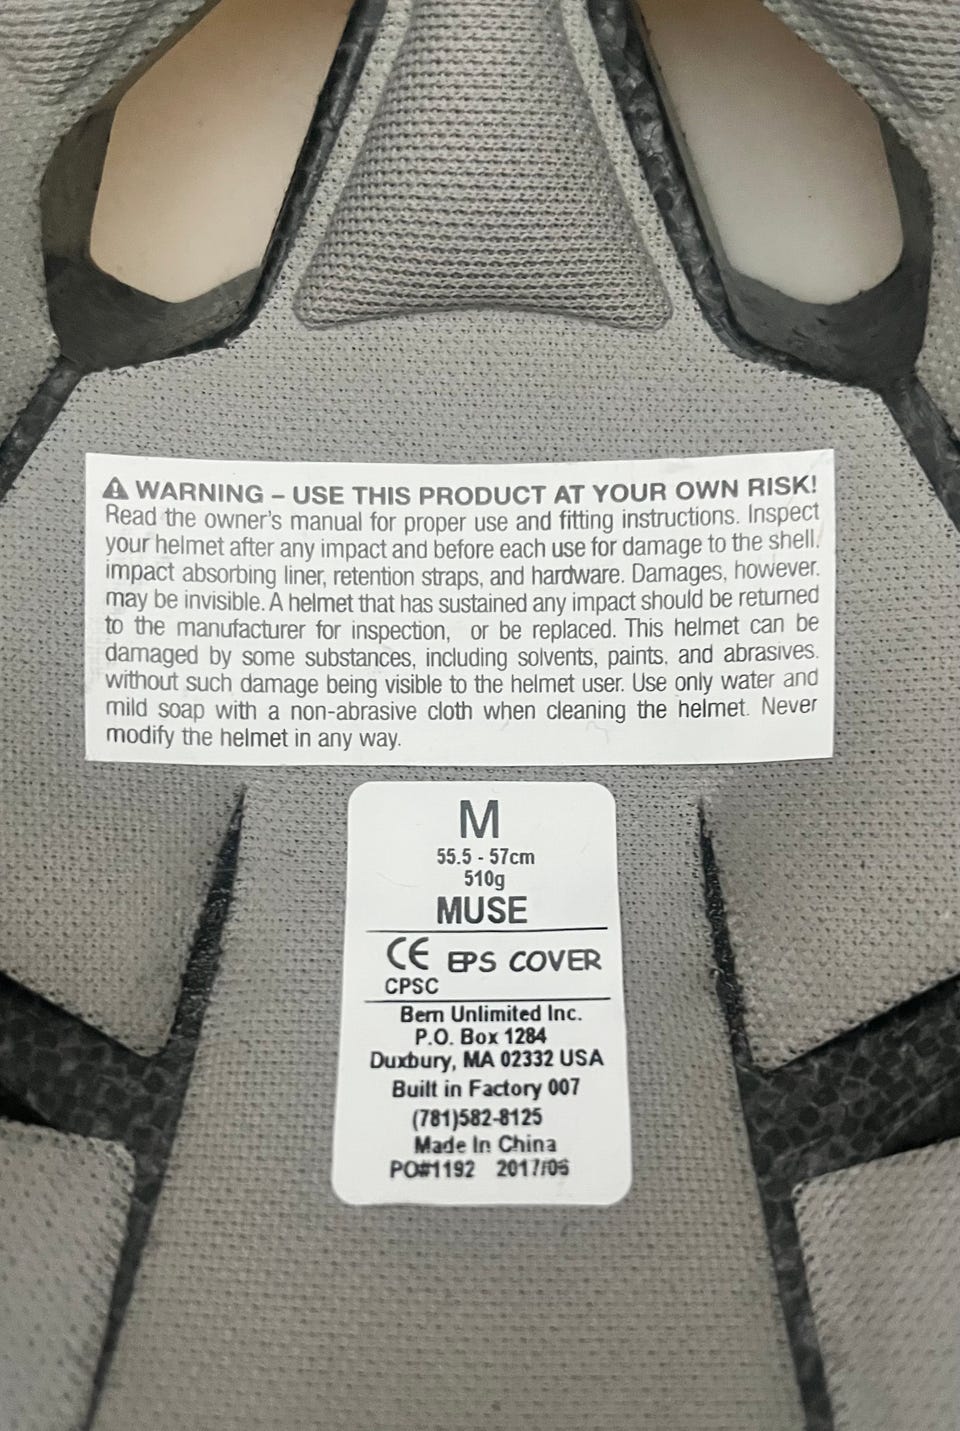 ⚠ WARNING – USE THIS PRODUCT AT YOUR OWN RISK!
Read the owner's manual for proper use and fitting instructions. Inspect
your helmet after any impact and before each use for damage to the shell.
impact absorbing liner, retention straps, and hardware. Damages, however.
may be invisible. A helmet that has sustained any impact should be returned
to the manufacturer for inspection, or be replaced. This helmet can be
damaged by some substances, including solvents, paints, and abrasives.
without such damage being visible to the helmet user. Use only water and
mild soap with a non-abrasive cloth when cleaning the helmet. Never
modify the helmet in any way.
M
55.5 - 57cm
510g
MUSE
CE EPS COVER
CPSC
Bern Unlimited Inc.
P.O. Box 1284
Duxbury, MA 02332 USA
Built in Factory 007
(781)582-8125
Made In China
PO#1192 2017/06